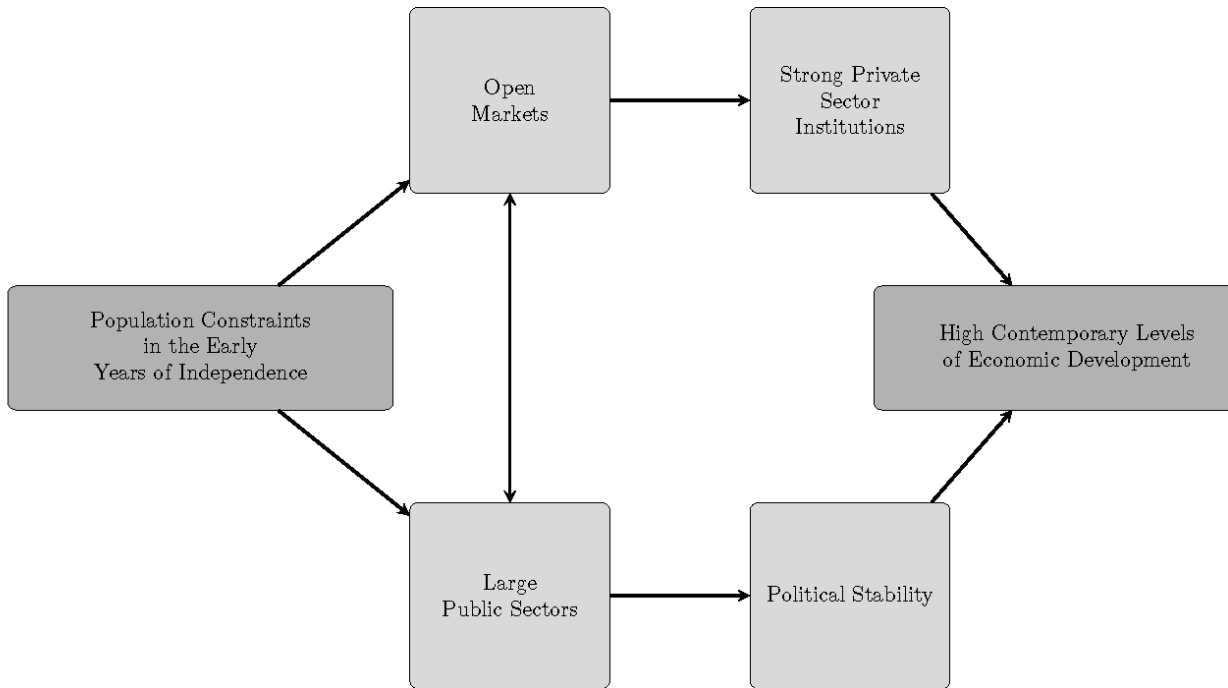 Open
Markets
Strong Private
Sector
Institutions
Population Constraints
in the Early
Years of Independence
High Contemporary Levels
of Economic Development
Large
Public Sectors
Political Stability